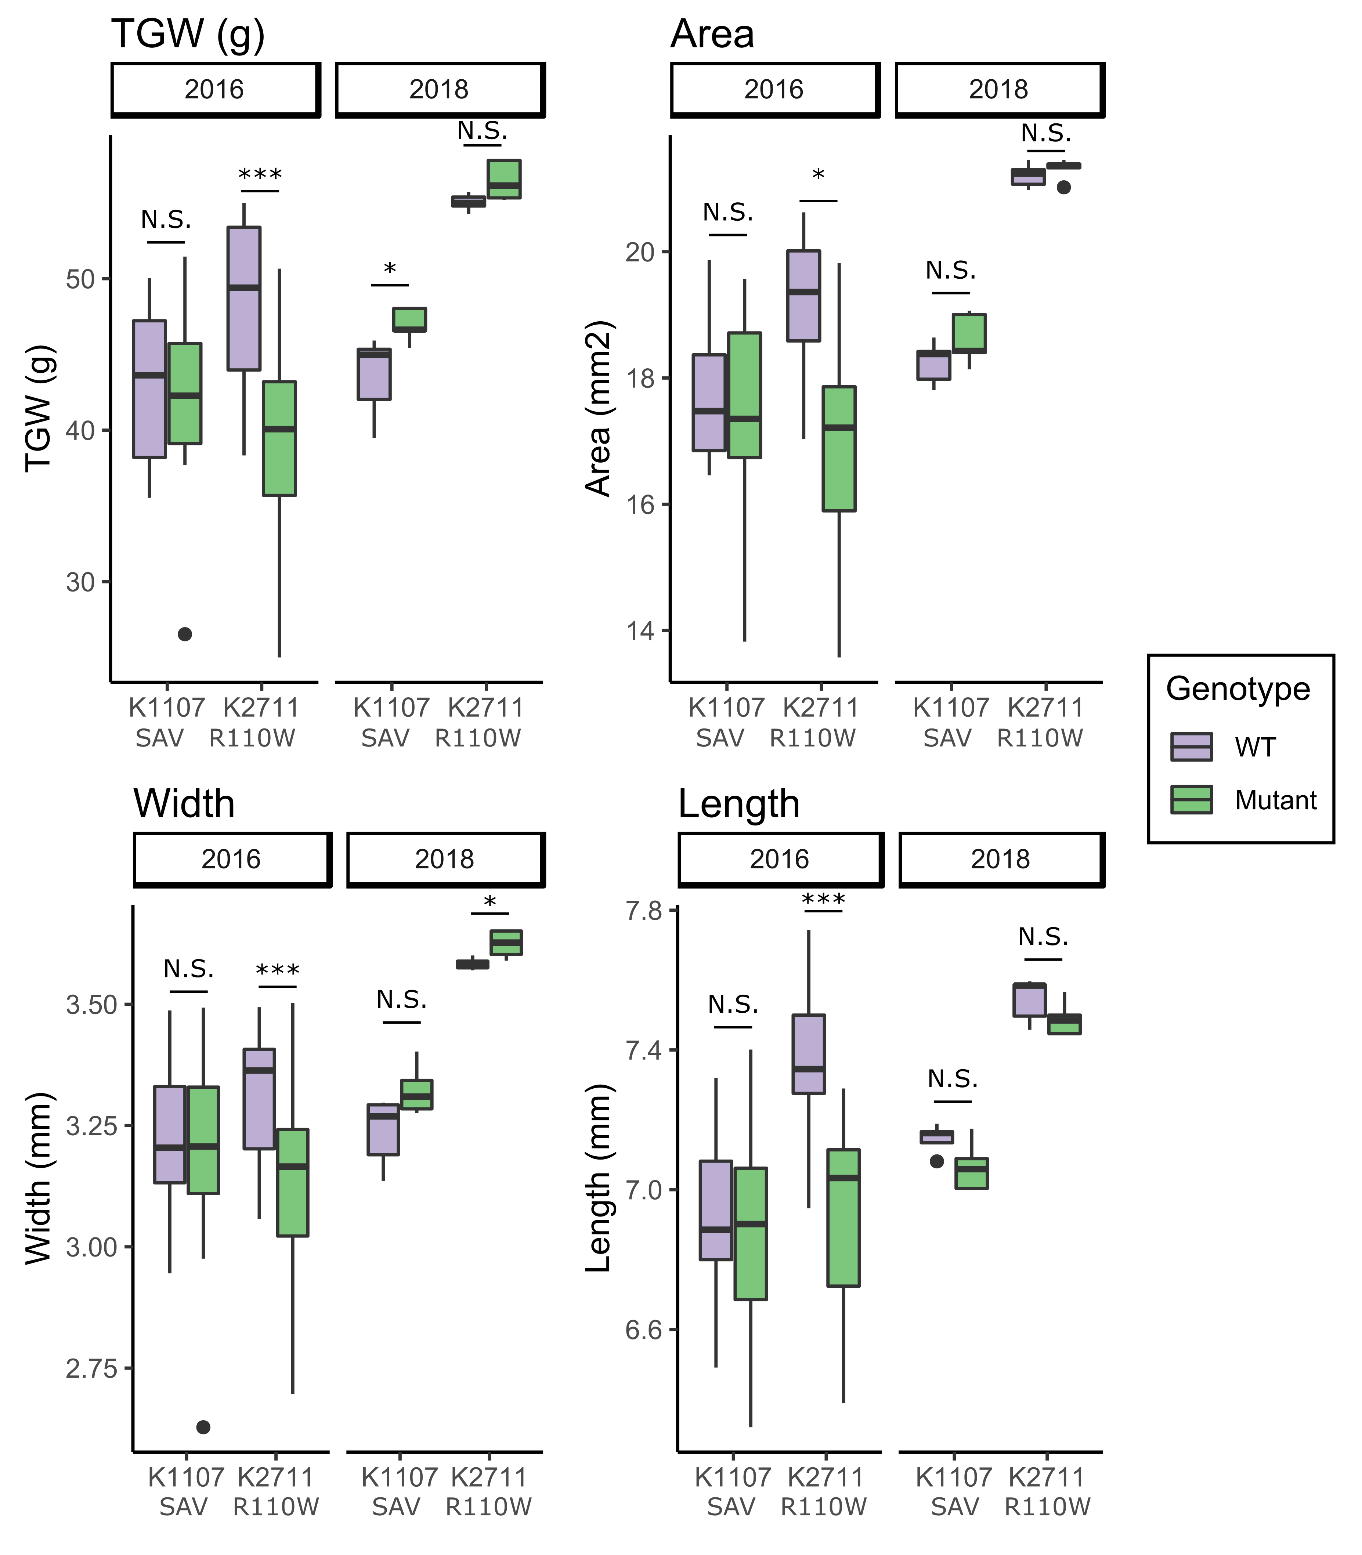 TGW (g)
2016
2018
TGW (g)
50
40
30
N.S.
***
*
N.S.
K1107
SAV
K2711
R110W
K1107
SAV
K2711
R110W
Area
2016
2018
Area (mm2)
20
18
16
14
N.S.
*
N.S.
N.S.
K1107
SAV
K2711
R110W
K1107
SAV
K2711
R110W
Genotype
WT
Mutant
Width
2016
2018
Width (mm)
3.50
3.25
3.00
2.75
N.S.
***
N.S.
*
K1107
SAV
K2711
R110W
K1107
SAV
K2711
R110W
Length
2016
2018
Length (mm)
7.8
7.4
7.0
6.6
N.S.
***
N.S.
N.S.
K1107
SAV
K2711
R110W
K1107
SAV
K2711
R110W